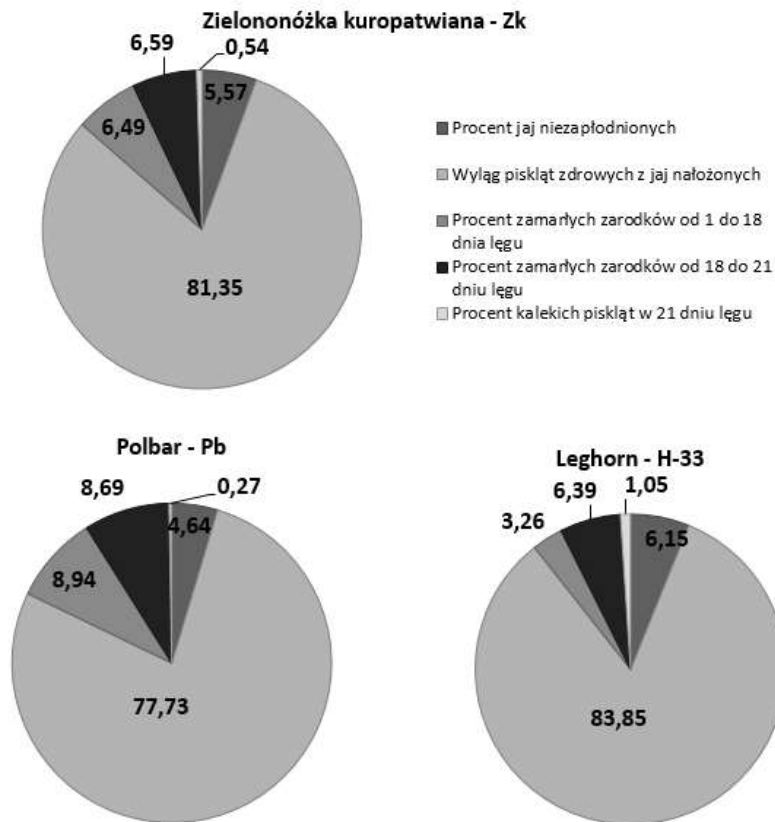 Zielononóżka kuropatwiana - Zk
6,59
0,54
5,57
6,49
81,35
Procent jaj niezapłodnionych
Wyląg piskląt zdrowych z jaj nałożonych
Procent zamarłych zarodków od 1 do 18
dnia lęgu
Procent zamarłych zarodków od 18 do 21
dniu lęgu
Procent kalekich piskląt w 21 dniu lęgu
Polbar - Pb
8,69
0,27
4,64
8,94
77,73
Leghorn - H-33
6,39
1,05
3,26
6,15
83,85